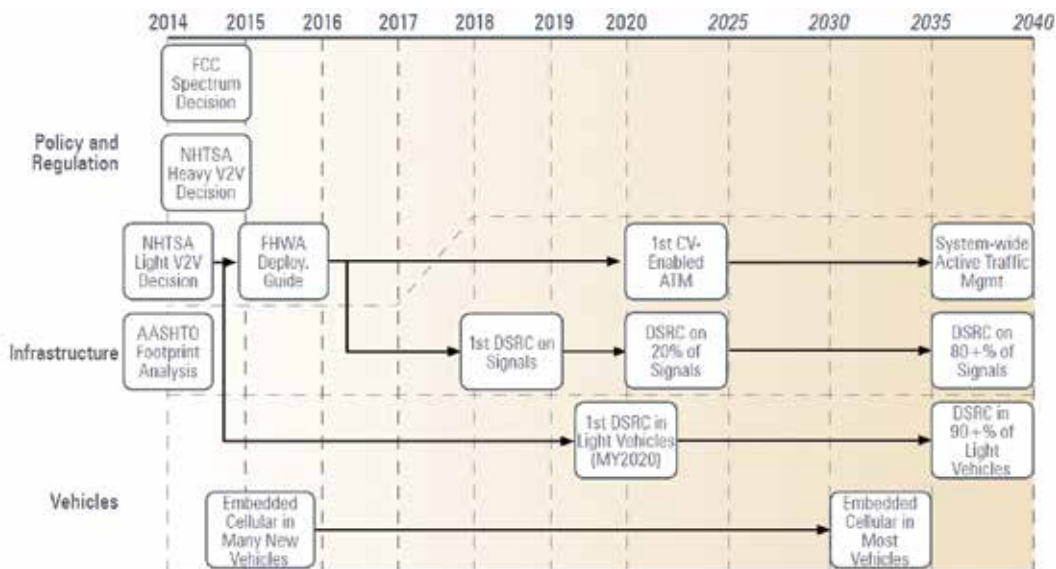 2014 2015 2016 2017 2018 2019 2020 2025 2030 2035 2040
Policy and
Regulation
FCC
Spectrum
Decision
NHTSA
Heavy V2V
Decision
NHTSA
Light V2V
Decision
FHWA
Deploy.
Guide
1st CV-
Enabled
ATM
System-wide
Active Traffic
Mgmt
Infrastructure
AASHTO
Footprint
Analysis
1st DSRC on
Signals
DSRC on
20% of
Signals
DSRC on
80+% of
Signals
Vehicles
1st DSRC in
Light Vehicles
(MY2020)
DSRC in
90+% of
Light
Vehicles
Embedded
Cellular in
Many New
Vehicles
Embedded
Cellular in
Most
Vehicles